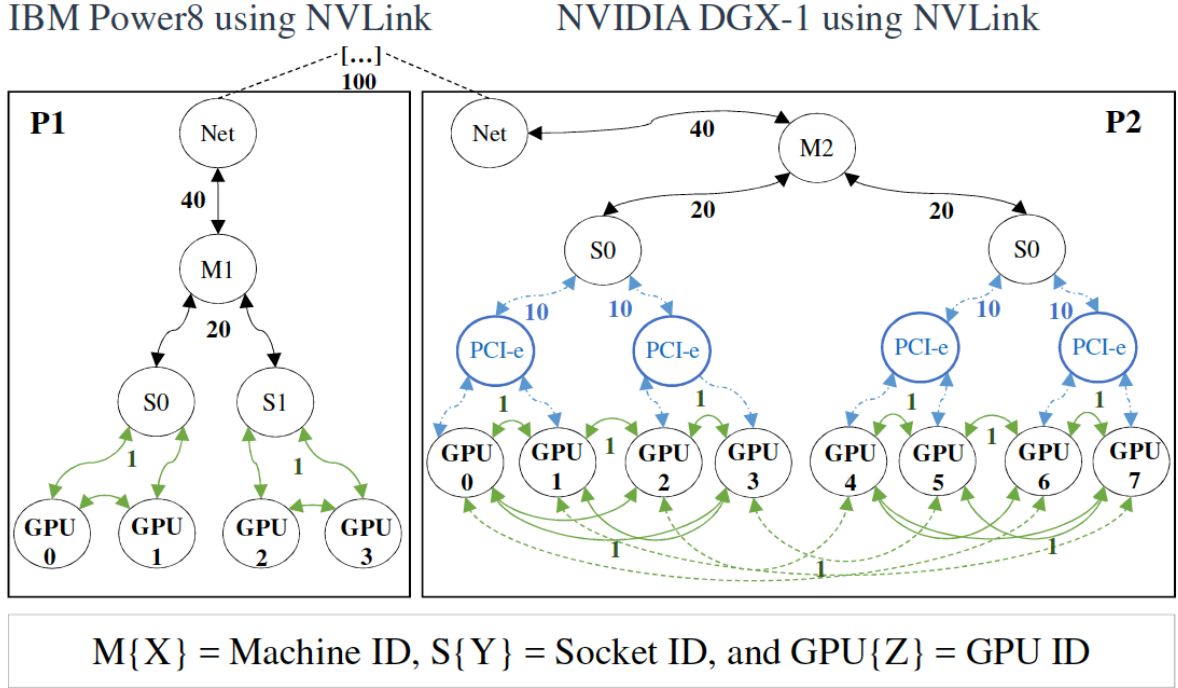 IBM Power8 using NVLink
NVIDIA DGX-1 using NVLink
[...]
100
P1
Net
40
M1
20
S0
S1
1
1
GPU
0
GPU
1
GPU
2
GPU
3
P2
Net
40
M2
20
20
S0
S0
10
10
10
10
PCI-e
PCI-e
PCI-e
PCI-e
1
1
1
1
1
1
GPU
0
GPU
1
GPU
2
GPU
3
GPU
4
GPU
5
GPU
6
GPU
7
1
1
1
M{X} = Machine ID, S{Y} = Socket ID, and GPU{Z} = GPU ID